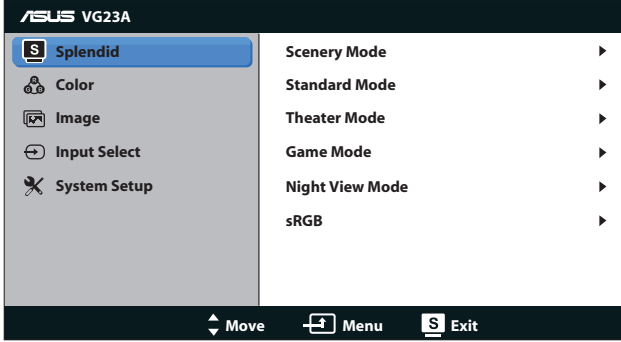 ASUS VG23A
S Splendid
Color
Image
Input Select
System Setup
Scenery Mode
Standard Mode
Theater Mode
Game Mode
Night View Mode
sRGB
Move Menu S Exit